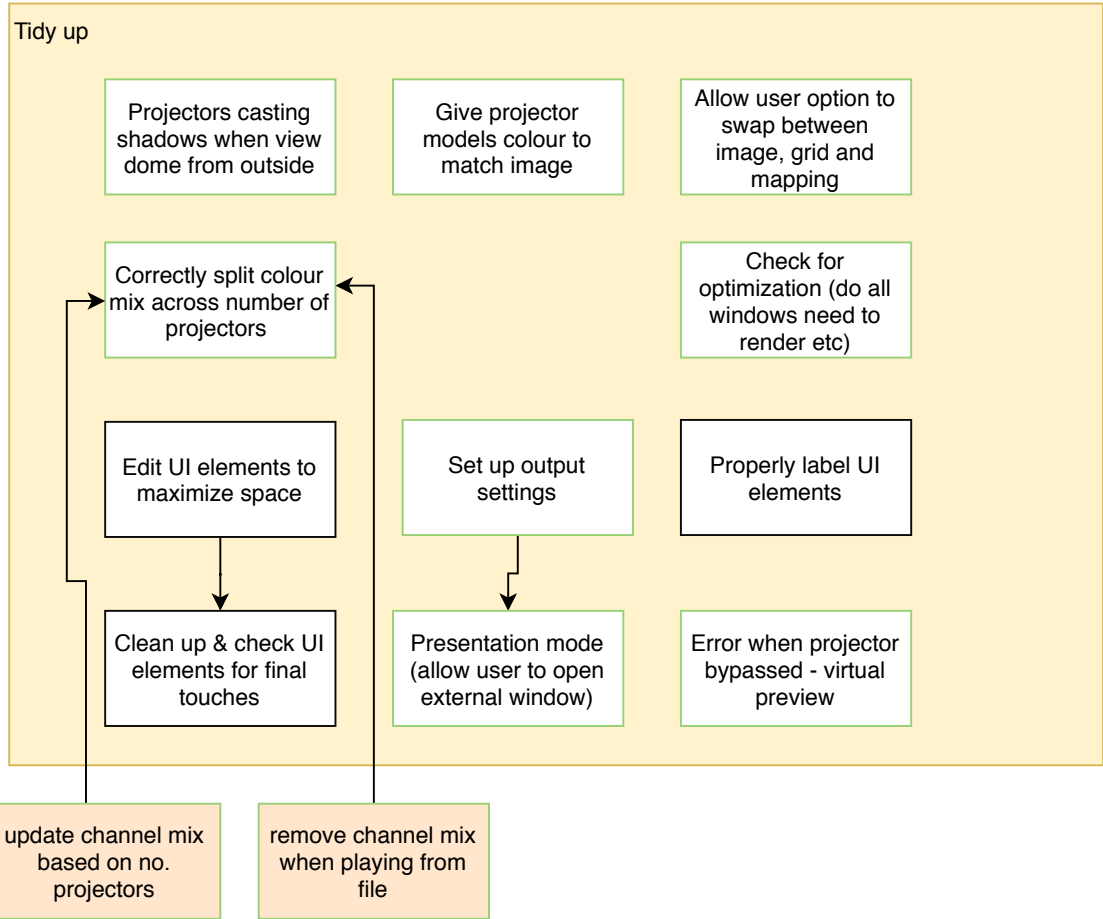 Tidy up
Projectors casting
shadows when view
dome from outside
Give projector
models colour to
match image
Allow user option to
swap between
image, grid and
mapping
Correctly split colour
mix across number of
projectors
Check for
optimization (do all
windows need to
render etc)
Edit UI elements to
maximize space
Set up output
settings
Properly label UI
elements
Clean up & check UI
elements for final
touches
Presentation mode
(allow user to open
external window)
Error when projector
bypassed - virtual
preview
update channel mix
based on no.
projectors
remove channel mix
when playing from
file